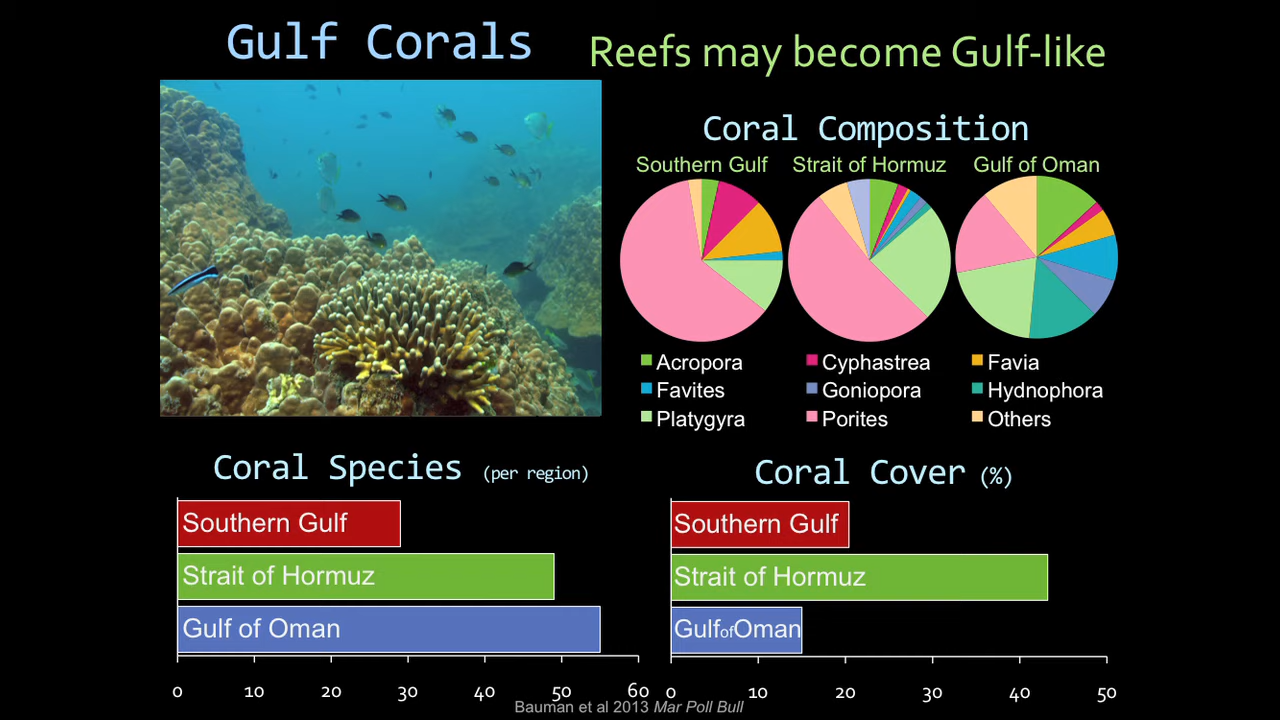 Gulf Corals
Reefs may become Gulf-like
Coral Composition
Southern Gulf
Strait of Hormuz
Gulf of Oman
Acropora
Cyphastrea
Favia
Favites
Goniopora
Hydnophora
Platygyra
Porites
Others
Coral Species (per region)
Southern Gulf
Strait of Hormuz
Gulf of Oman
0 10 20 30 40 50 60
Coral Cover (%)
Southern Gulf
Strait of Hormuz
Gulf of Oman
0 10 20 30 40 50
Bauman et al 2013 Mar Poll Bull